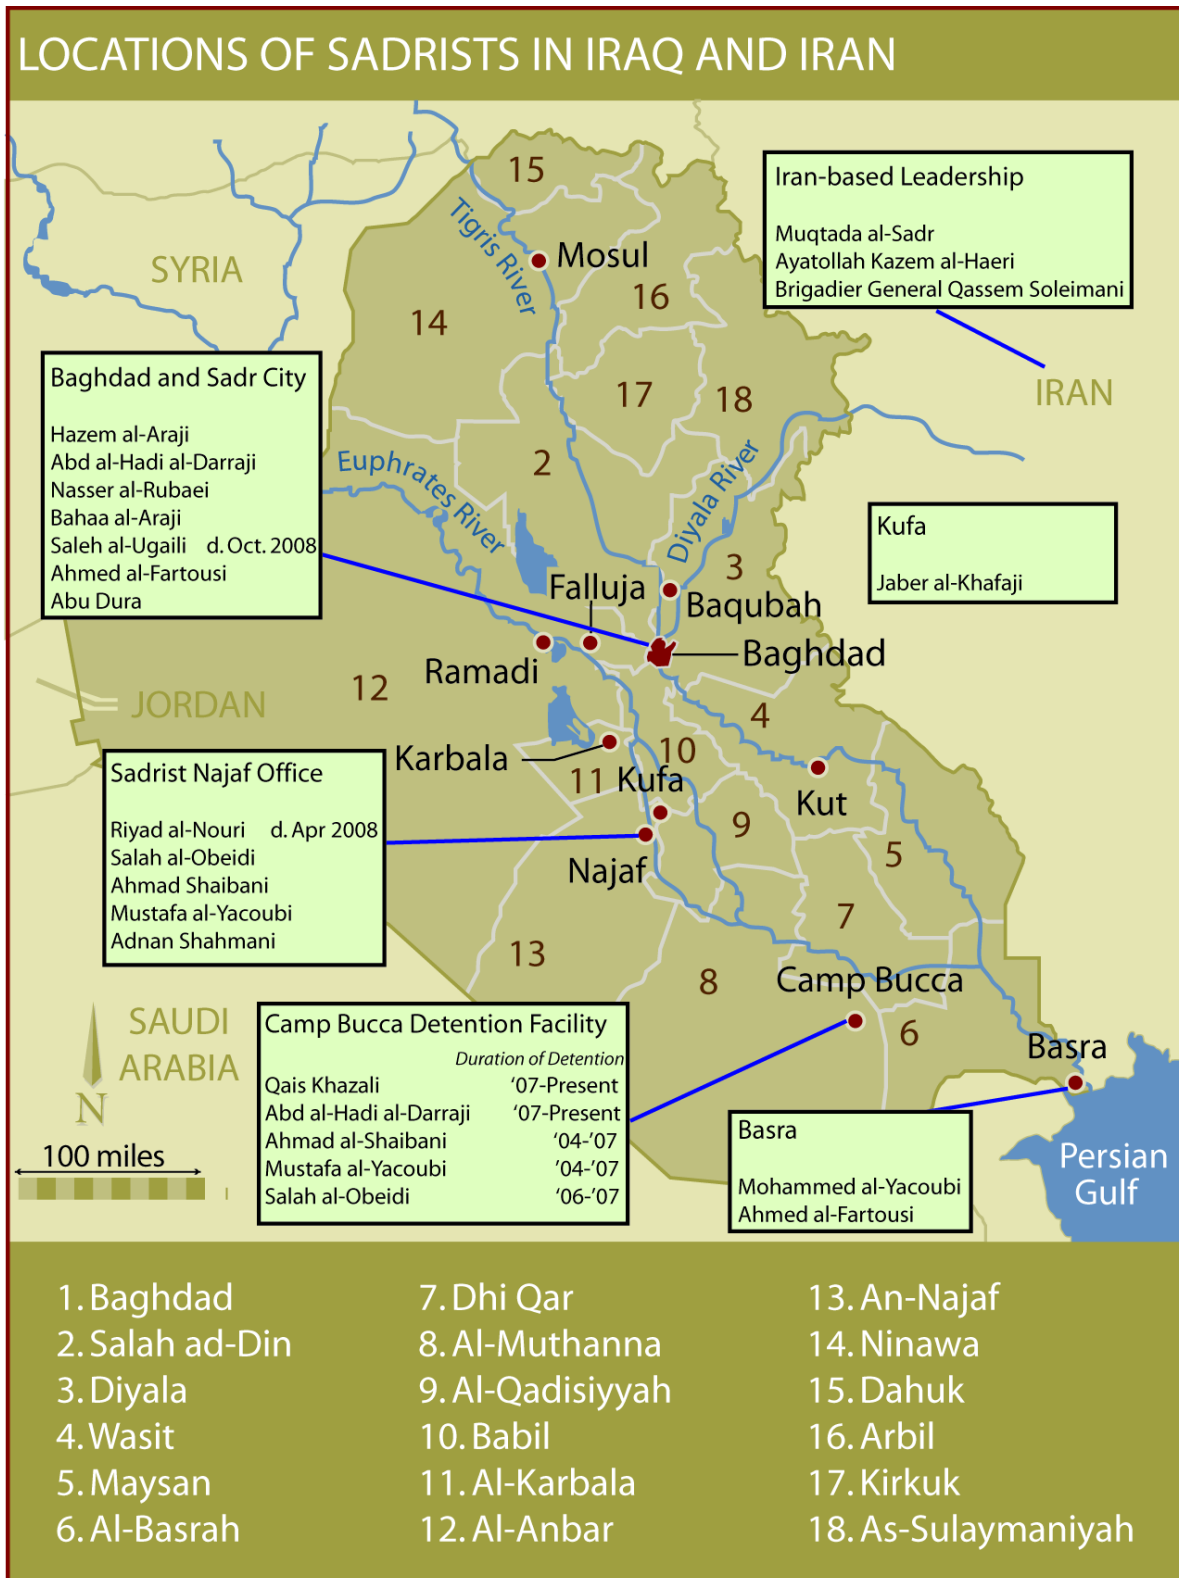 LOCATIONS OF SADRISTS IN IRAQ AND IRAN
15
Iran-based Leadership
Muqtada al-Sadr
Ayatollah Kazem al-Haeri
Brigadier General Qassem Soleimani
Tigris River
Mosul
SYRIA
16
14
Baghdad and Sadr City
Hazem al-Araji
Abd al-Hadi al-Darraji
Nasser al-Rubaei
Bahaa al-Araji
Saleh al-Ugaili d. Oct. 2008
Ahmed al-Fartousi
Abu Dura
17
18
IRAN
2
Euphrates River
Diyala River
Kufa
Jaber al-Khafaji
3
Falluja
Baqubah
Ramadi
Baghdad
12
JORDAN
4
Karbala
10
11
Kufa
Kut
Sadrist Najaf Office
Riyad al-Nouri d. Apr 2008
Salah al-Obeidi
Ahmad Shaibani
Mustafa al-Yacoubi
Adnan Shahmani
9
Najaf
5
7
13
8
Camp Bucca
6
SAUDI
ARABIA
N
100 miles
Camp Bucca Detention Facility
Duration of Detention
Qais Khazali ‘07-Present
Abd al-Hadi al-Darraji ‘07-Present
Ahmad al-Shaibani ‘04-’07
Mustafa al-Yacoubi ‘04-’07
Salah al-Obeidi ‘06-’07
Basra
Basra
Mohammed al-Yacoubi
Ahmed al-Fartousi
Persian
Gulf
1. Baghdad
2. Salah ad-Din
3. Diyala
4. Wasit
5. Maysan
6. Al-Basrah
7. Dhi Qar
8. Al-Muthanna
9. Al-Qadisiyyah
10. Babil
11. Al-Karbala
12. Al-Anbar
13. An-Najaf
14. Ninawa
15. Dahuk
16. Arbil
17. Kirkuk
18. As-Sulaymaniyah